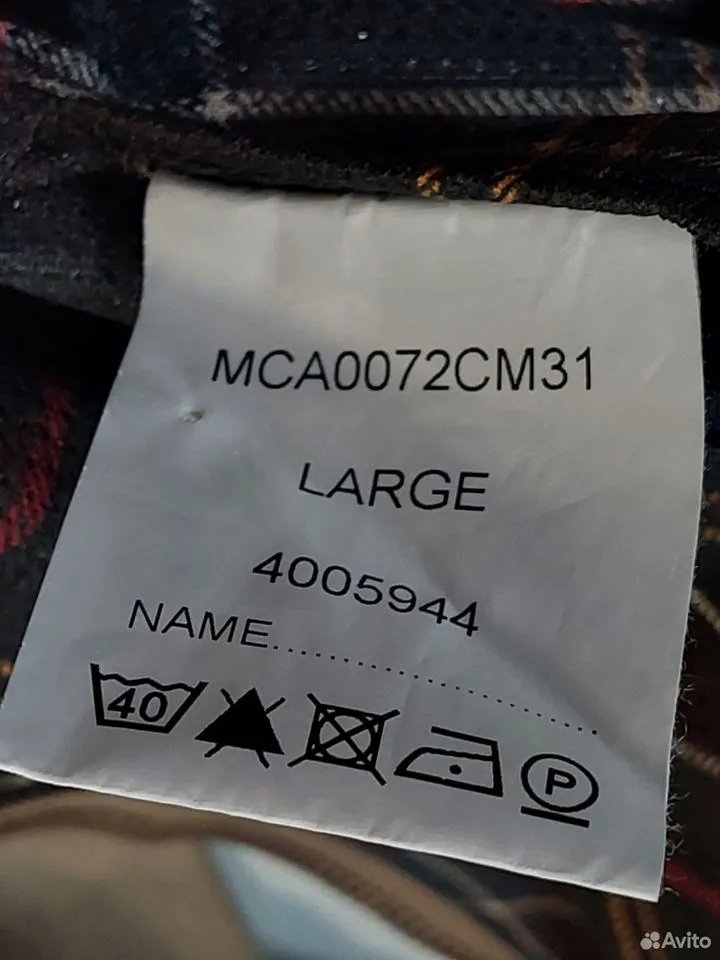 MCA0072CM31
LARGE
4005944
NAME..............................
40
P
Avito